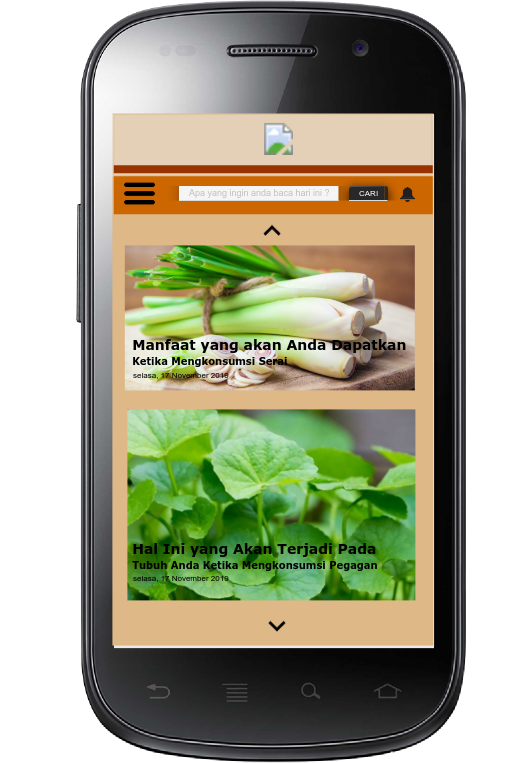 Apa yang ingin anda baca hari ini ?
CARI
Manfaat yang akan Anda Dapatkan
Ketika Mengkonsumsi Serai
selasa, 17 November 2019
Hal Ini yang Akan Terjadi Pada
Tubuh Anda Ketika Mengkonsumsi Pegagan
selasa, 17 November 2019